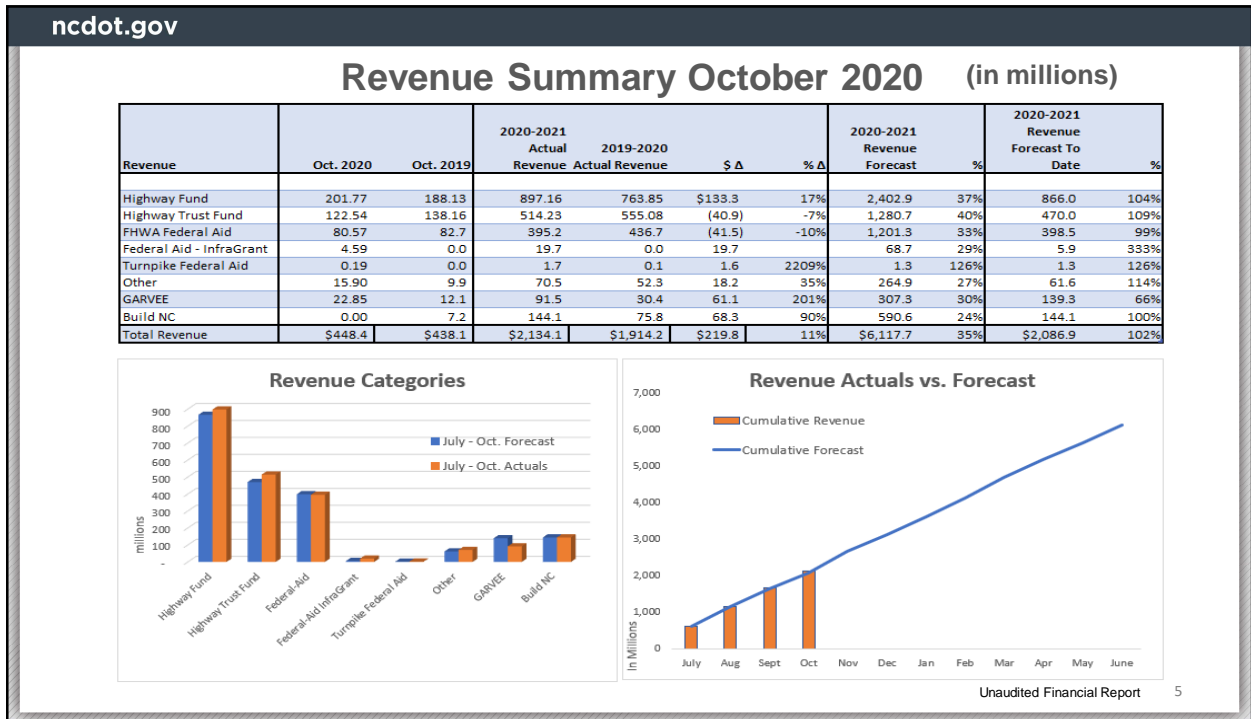 ncdot.gov
Revenue Summary October 2020 (in millions)
Revenue Oct. 2020 Oct. 2019 2020-2021 Actual Revenue 2019-2020 Actual Revenue $ Δ % Δ 2020-2021 Revenue Forecast % 2020-2021 Revenue Forecast To Date %
Highway Fund 201.77 188.13 897.16 763.85 $133.3 17% 2,402.9 37% 866.0 104%
Highway Trust Fund 122.54 138.16 514.23 555.08 (40.9) -7% 1,280.7 40% 470.0 109%
FHWA Federal Aid 80.57 82.7 395.2 436.7 (41.5) -10% 1,201.3 33% 398.5 99%
Federal Aid - InfraGrant 4.59 0.0 19.7 0.0 19.7 68.7 29% 5.9 333%
Turnpike Federal Aid 0.19 0.0 1.7 0.1 1.6 2209% 1.3 126% 1.3 126%
Other 15.90 9.9 70.5 52.3 18.2 35% 264.9 27% 61.6 114%
GARVEE 22.85 12.1 91.5 30.4 61.1 201% 307.3 30% 139.3 66%
Build NC 0.00 7.2 144.1 75.8 68.3 90% 590.6 24% 144.1 100%
Total Revenue $448.4 $438.1 $2,134.1 $1,914.2 $219.8 11% $6,117.7 35% $2,086.9 102%
Revenue Categories
900
800
700
600
500
400
300
200
100
-
millions
July - Oct. Forecast
July - Oct. Actuals
Highway Fund
Highway Trust Fund
Federal-Aid
Federal-Aid InfraGrant
Turnpike Federal Aid
Other
GARVEE
Build NC
Revenue Actuals vs. Forecast
7,000
6,000
5,000
4,000
3,000
2,000
1,000
0
In Millions
Cumulative Revenue
Cumulative Forecast
July Aug Sept Oct Nov Dec Jan Feb Mar Apr May June
Unaudited Financial Report 5